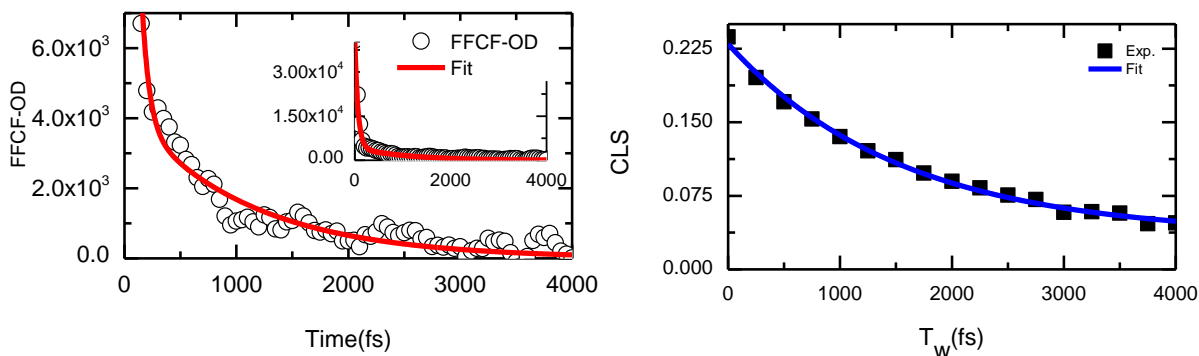 FFCF-OD
6.0x10³
4.0x10³
2.0x10³
0.0
FFCF-OD
Fit
3.00x10⁴
1.50x10⁴
0.00
0 2000 4000
0 1000 2000 3000 4000
Time(fs)
CLS
0.225
0.150
0.075
0.000
Exp.
Fit
0 1000 2000 3000 4000
T_w(fs)